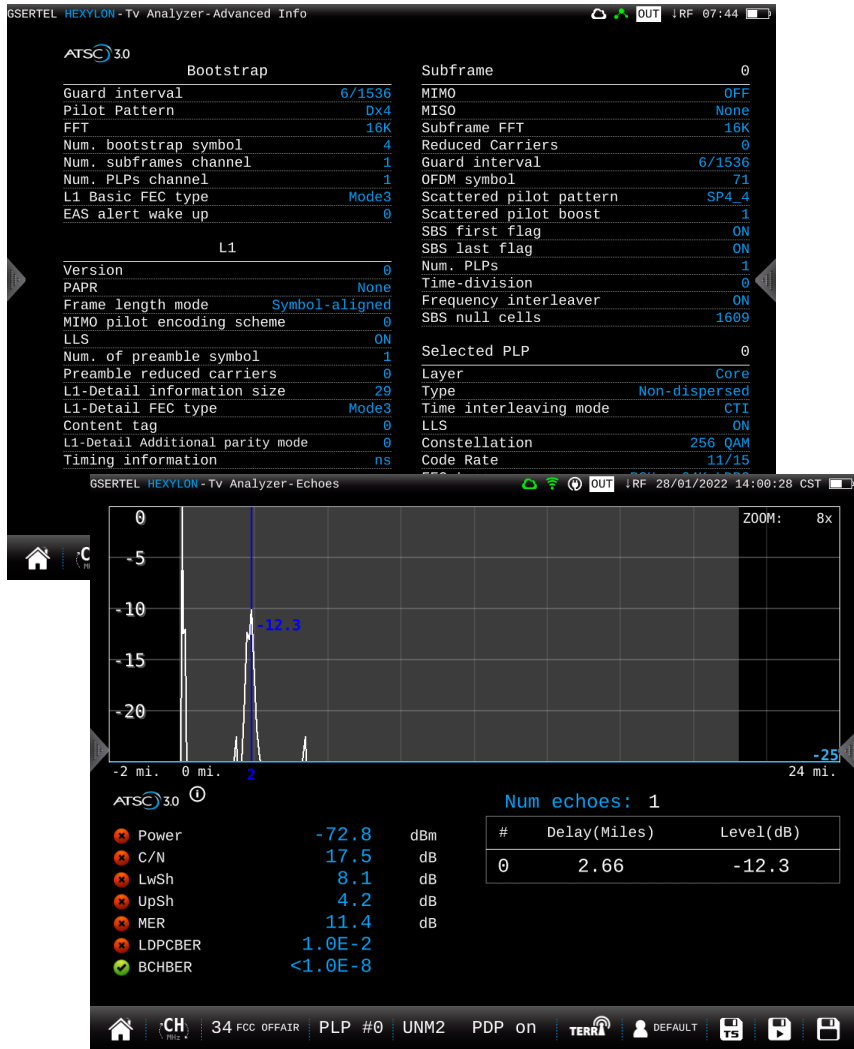 GSERTEL HEXYLON-Tv Analyzer-Advanced Info OUT ↓RF 07:44
ATSC 3.0
Bootstrap
Guard interval 6/1536
Pilot Pattern Dx4
FFT 16K
Num. bootstrap symbol 4
Num. subframes channel 1
Num. PLPs channel 1
L1 Basic FEC type Mode3
EAS alert wake up 0
L1
Version 0
PAPR None
Frame length mode Symbol-aligned
MIMO pilot encoding scheme 0
LLS ON
Num. of preamble symbol 1
Preamble reduced carriers 0
L1-Detail information size 29
L1-Detail FEC type Mode3
Content tag 0
L1-Detail Additional parity mode 0
Timing information ns
Subframe 0
MIMO OFF
MISO None
Subframe FFT 16K
Reduced Carriers 0
Guard interval 6/1536
OFDM symbol 71
Scattered pilot pattern SP4_4
Scattered pilot boost 1
SBS first flag ON
SBS last flag ON
Num. PLPs 1
Time-division 0
Frequency interleaver ON
SBS null cells 1609
Selected PLP 0
Layer Core
Type Non-dispersed
Time interleaving mode CTI
LLS ON
Constellation 256 QAM
Code Rate 11/15
GSERTEL HEXYLON-Tv Analyzer-Echoes OUT ↓RF 28/01/2022 14:00:28 CST
0
ZOOM: 8x
-5
-10
-12.3
-15
-20
-25
-2 mi. 0 mi. 2 24 mi.
ATSC 3.0
Power -72.8 dBm
C/N 17.5 dB
LwSh 8.1 dB
UpSh 4.2 dB
MER 11.4 dB
LDPCBER 1.0E-2
BCHBER <1.0E-8
Num echoes: 1
# Delay(Miles) Level(dB)
0 2.66 -12.3
CH MHz 34 FCC OFFAIR PLP #0 UNM2 PDP on TERR DEFAULT TS